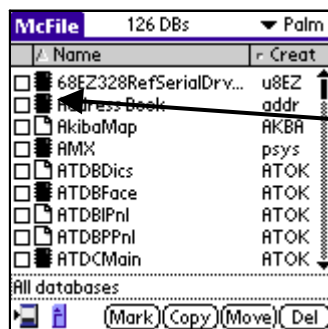 McFile 126 DBs Palm
Name Creat
68EZ328RefSerialDrv... u8EZ
Address Book addr
AkibaMap AKBA
AMX psys
ATDBDics ATOK
ATDBFace ATOK
ATDBIPnl ATOK
ATDBPPnl ATOK
ATDCMain ATOK
All databases
Mark Copy Move Del